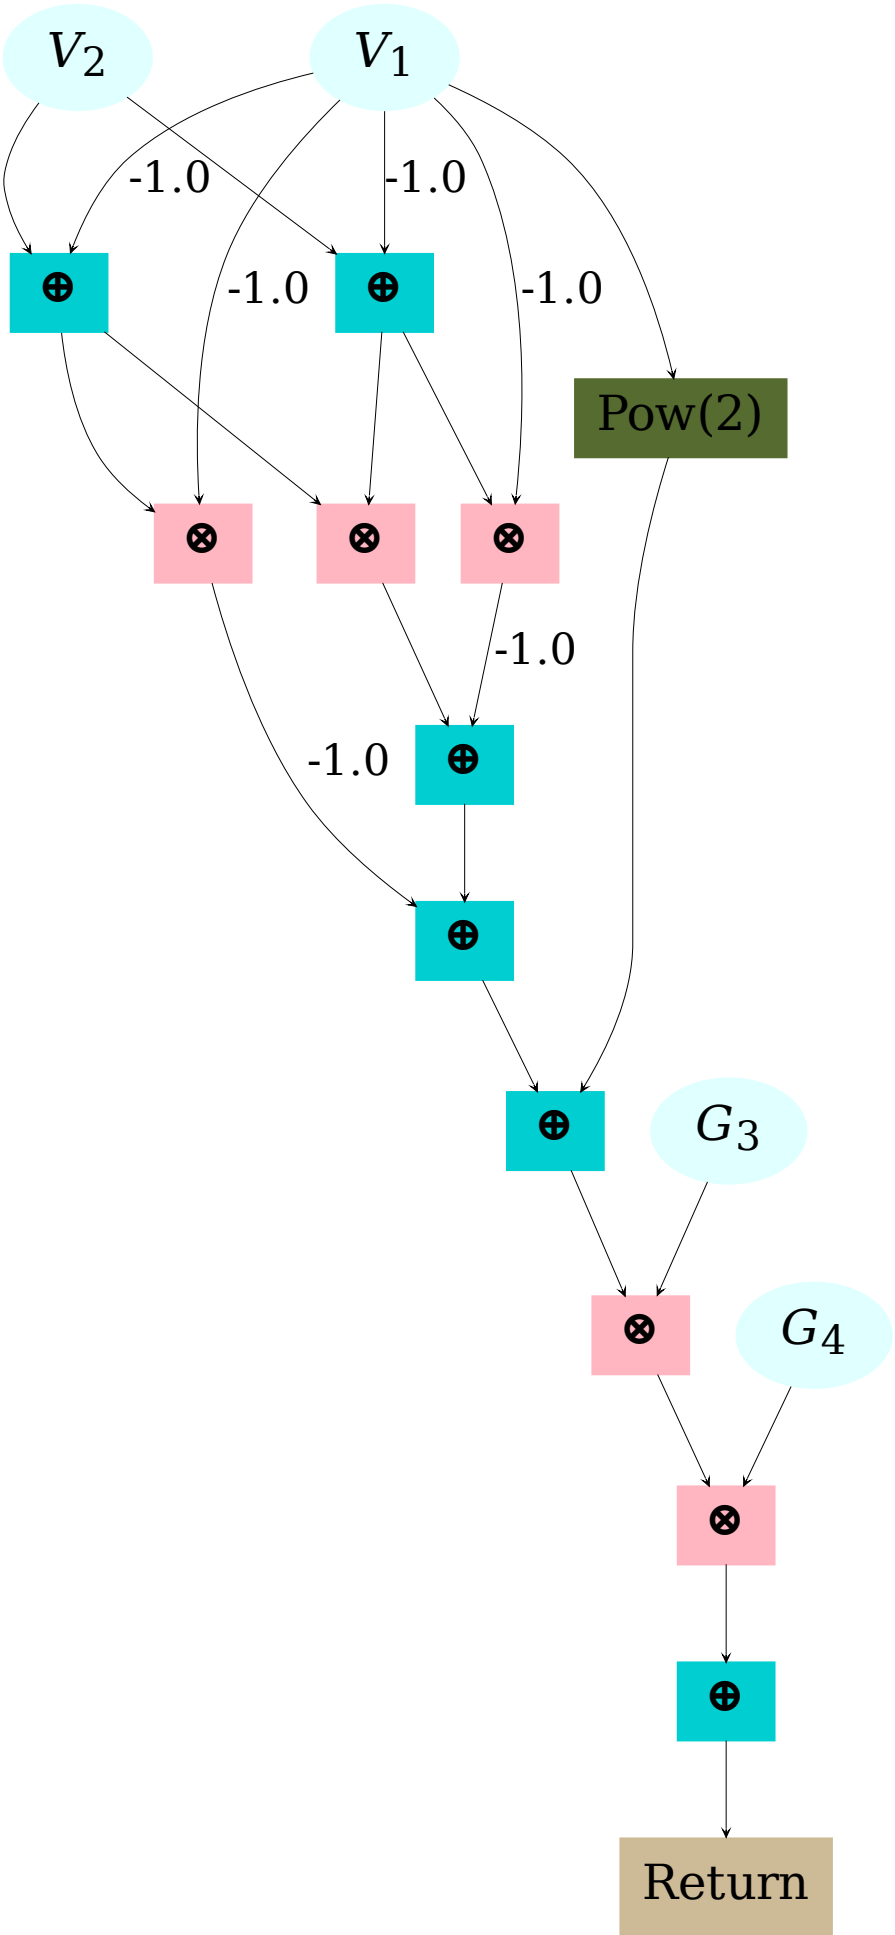 V₂ V₁
-1.0 -1.0
⊕ ⊕
-1.0 -1.0
Pow(2)
⊗ ⊗ ⊗
-1.0
⊕
-1.0
⊕
⊕ G₃
⊗ G₄
⊗
⊕
Return